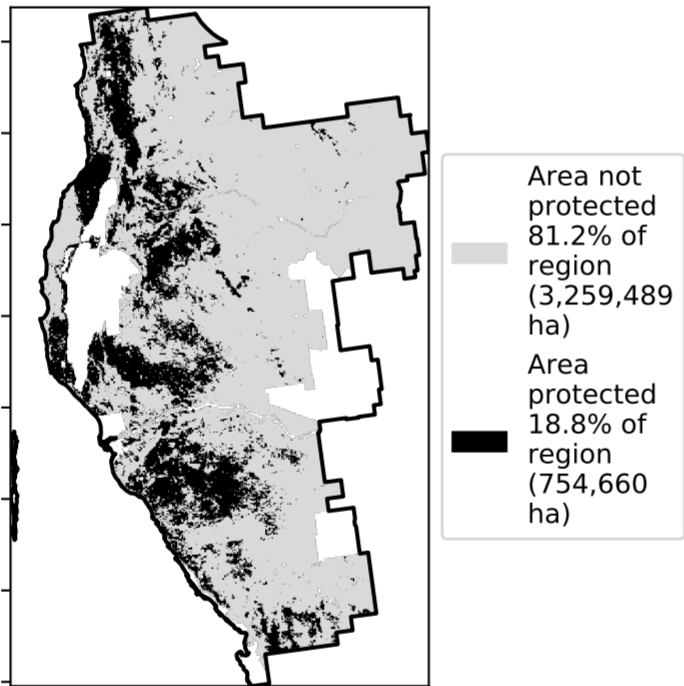 Area not
protected
81.2% of
region
(3,259,489
ha)
Area
protected
18.8% of
region
(754,660
ha)